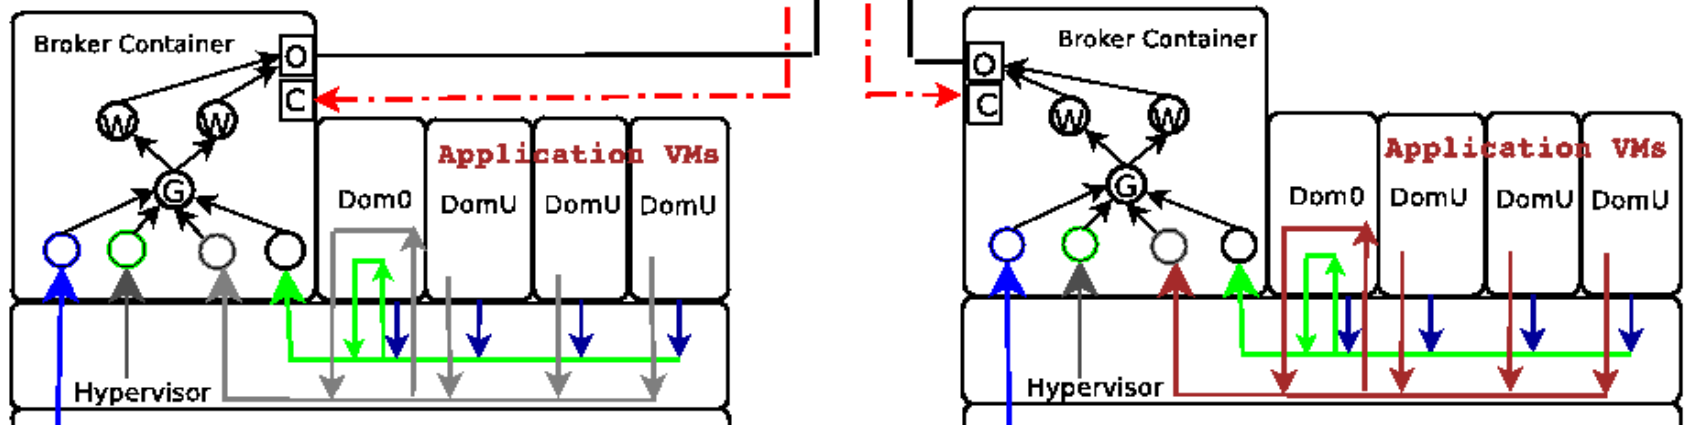 Broker Container
O
C
W W
G
Application VMs
Dom0 DomU DomU DomU
Hypervisor
Broker Container
O
C
W W
G
Application VMs
Dom0 DomU DomU DomU
Hypervisor